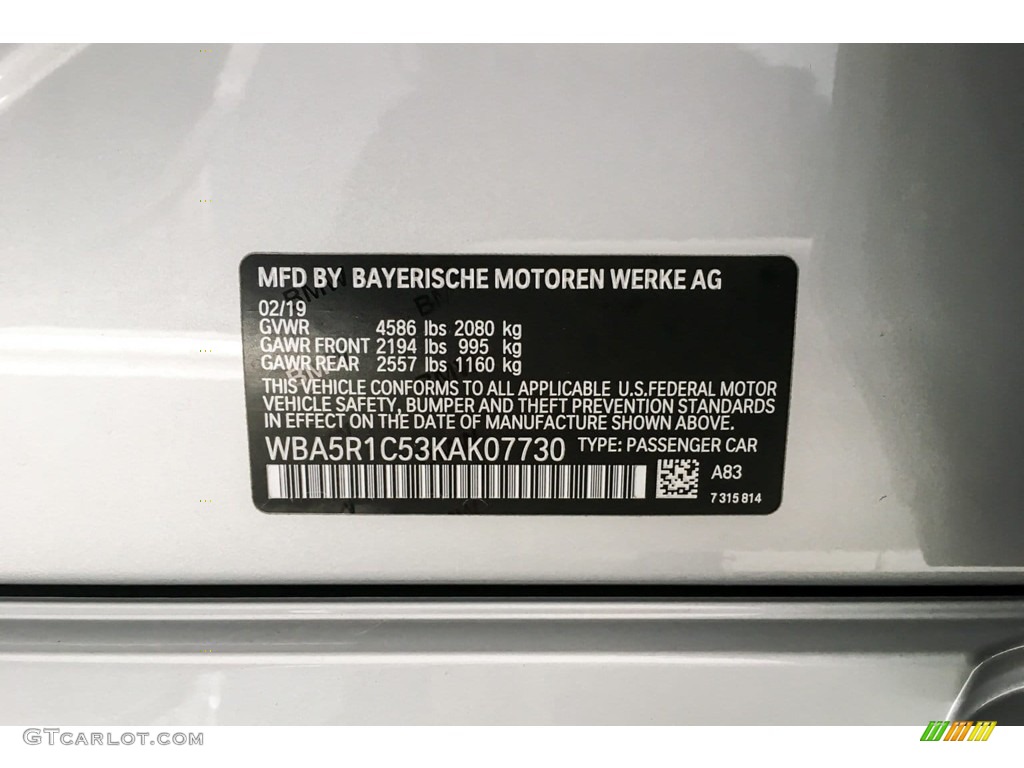 MFD BY BAYERISCHE MOTOREN WERKE AG
02/19
GVWR 4586 lbs 2080 kg
GAWR FRONT 2194 lbs 995 kg
GAWR REAR 2557 lbs 1160 kg
THIS VEHICLE CONFORMS TO ALL APPLICABLE U.S.FEDERAL MOTOR
VEHICLE SAFETY, BUMPER AND THEFT PREVENTION STANDARDS
IN EFFECT ON THE DATE OF MANUFACTURE SHOWN ABOVE.
WBA5R1C53KAK07730 TYPE: PASSENGER CAR
A83
7 315 814
BMW
BMW
BMW
GTCARLOT.COM